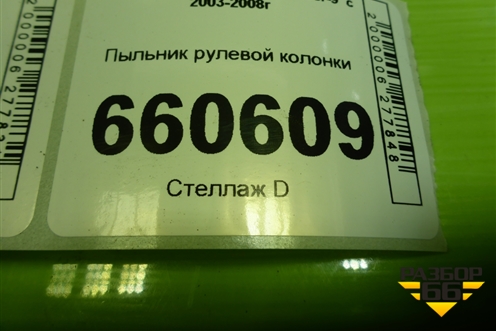 2003-2008г
Пыльник рулевой колонки
660609
Стеллаж D
2000006277848
РАЗБОР
66